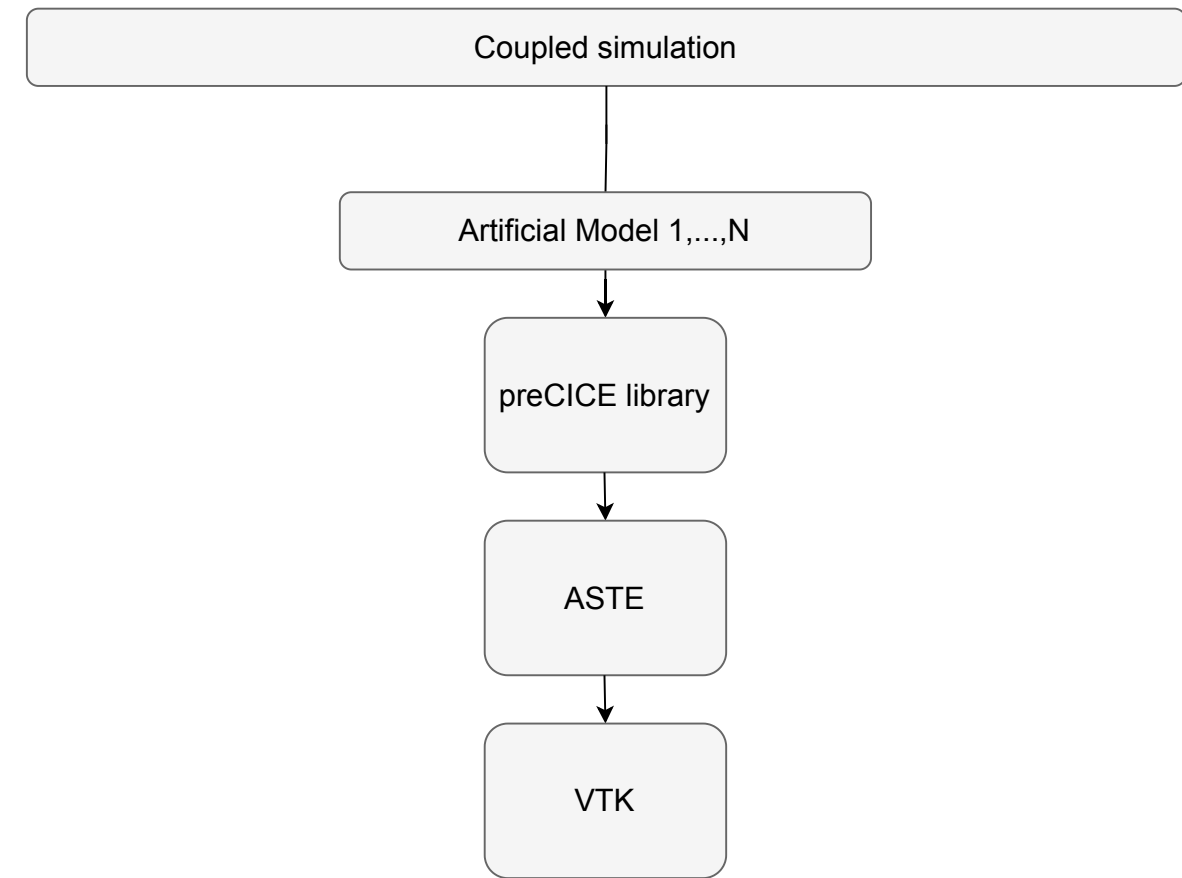 Coupled simulation
Artificial Model 1,...,N
preCICE library
ASTE
VTK